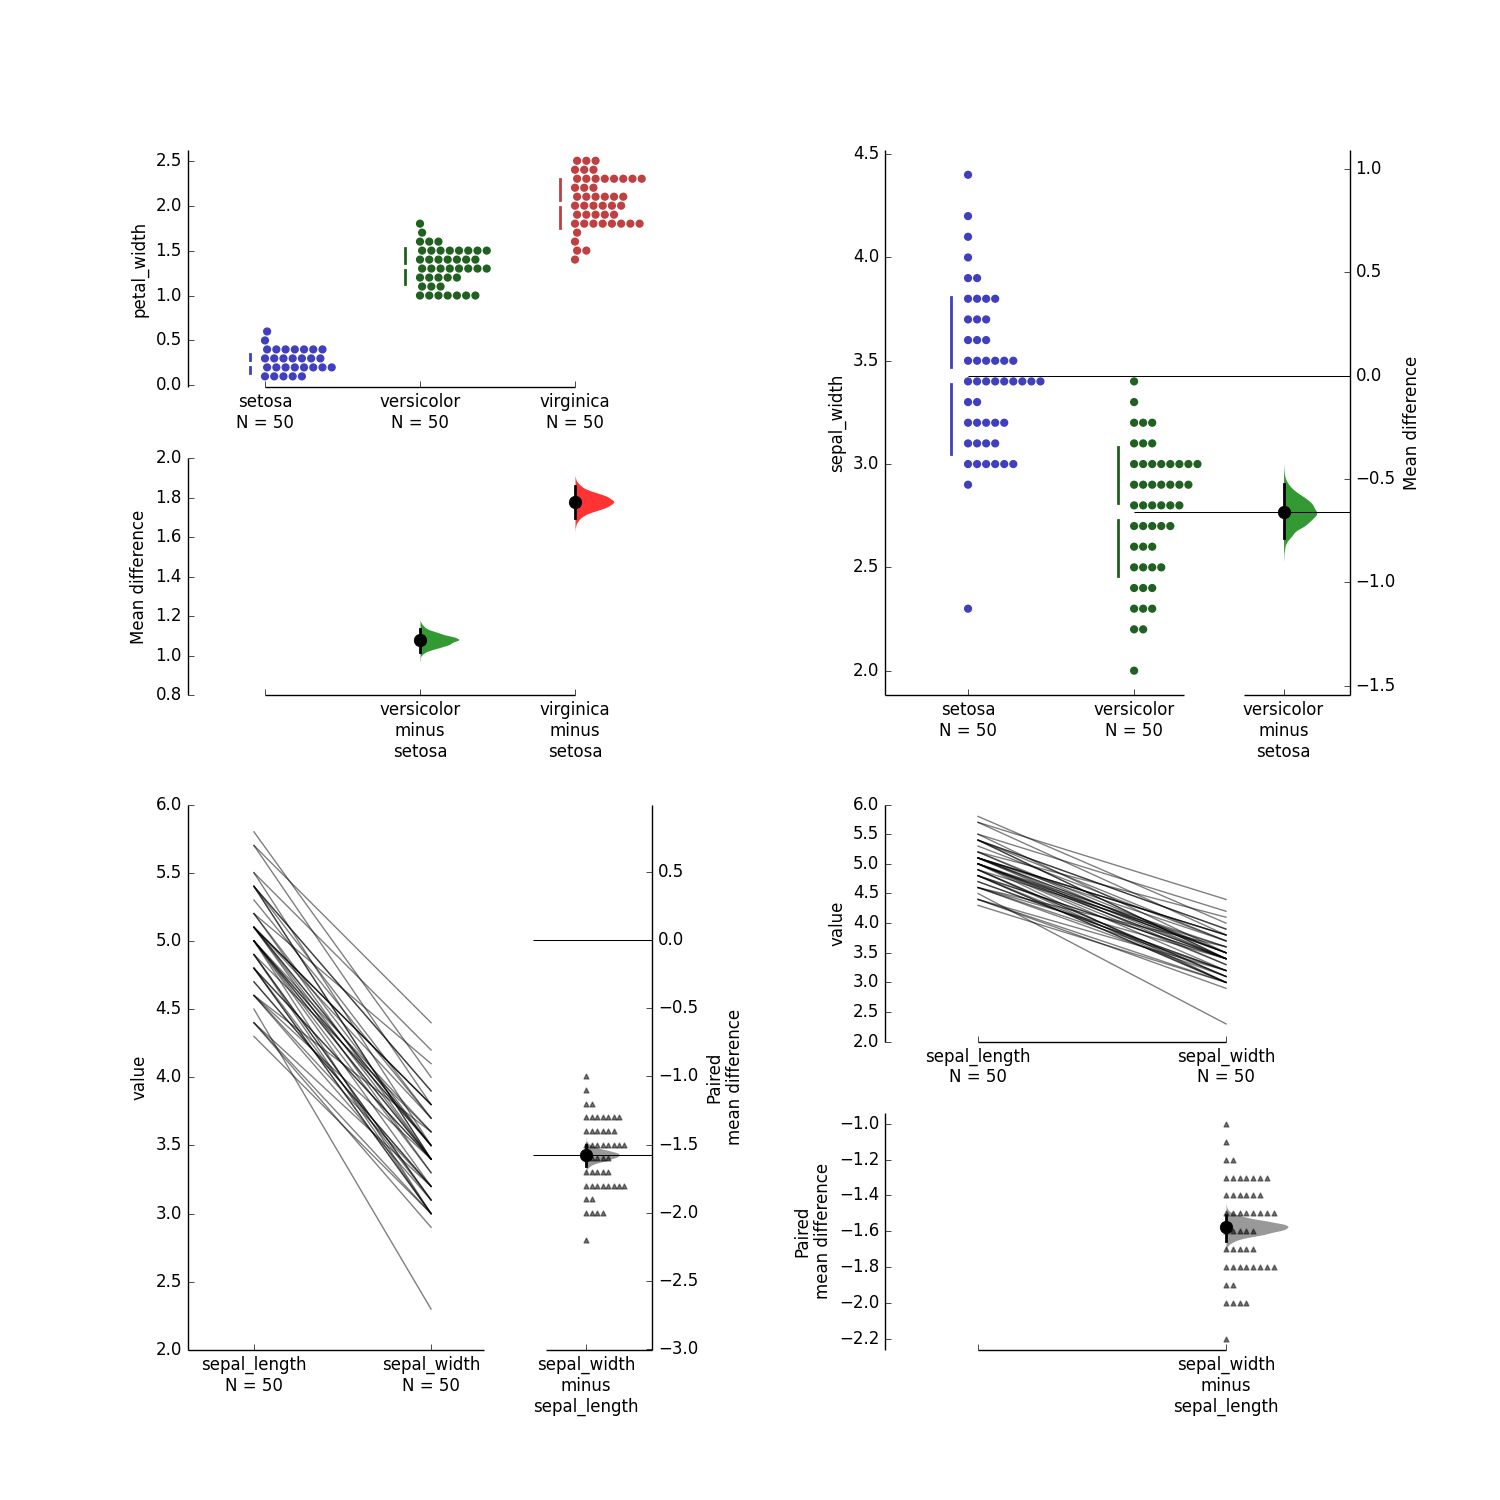 petal_width
2.5
2.0
1.5
1.0
0.5
0.0
setosa
N = 50
versicolor
N = 50
virginica
N = 50
Mean difference
2.0
1.8
1.6
1.4
1.2
1.0
0.8
versicolor
minus
setosa
virginica
minus
setosa
sepal_width
4.5
4.0
3.5
3.0
2.5
2.0
setosa
N = 50
versicolor
N = 50
1.0
0.5
0.0
−0.5
−1.0
−1.5
Mean difference
versicolor
minus
setosa
value
6.0
5.5
5.0
4.5
4.0
3.5
3.0
2.5
2.0
sepal_length
N = 50
sepal_width
N = 50
0.5
0.0
−0.5
−1.0
−1.5
−2.0
−2.5
−3.0
Paired
mean difference
sepal_width
minus
sepal_length
value
6.0
5.5
5.0
4.5
4.0
3.5
3.0
2.5
2.0
sepal_length
N = 50
sepal_width
N = 50
Paired
mean difference
−1.0
−1.2
−1.4
−1.6
−1.8
−2.0
−2.2
sepal_width
minus
sepal_length